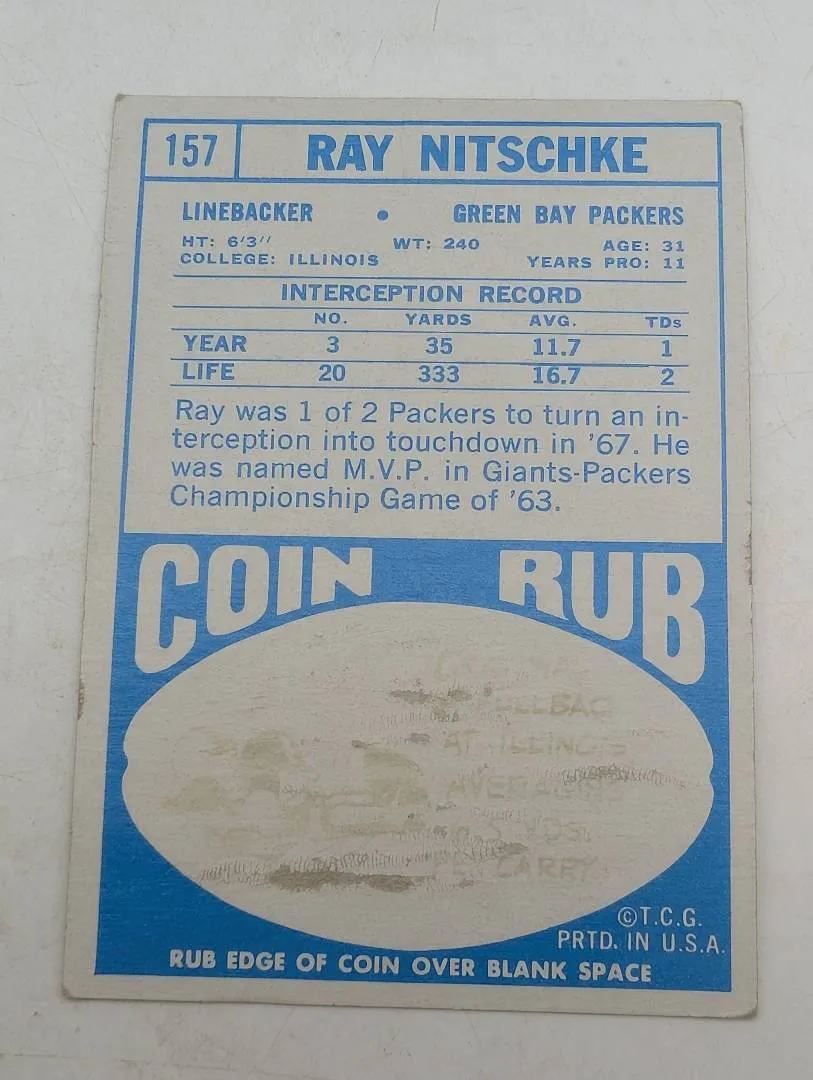 157 RAY NITSCHKE
LINEBACKER • GREEN BAY PACKERS
HT: 6'3" WT: 240 AGE: 31
COLLEGE: ILLINOIS YEARS PRO: 11
INTERCEPTION RECORD
NO. YARDS AVG. TDs
YEAR 3 35 11.7 1
LIFE 20 333 16.7 2
Ray was 1 of 2 Packers to turn an in-
terception into touchdown in '67. He
was named M.V.P. in Giants-Packers
Championship Game of '63.
COIN RUB
AT ILLINOIS
AVERAGING
YDS.
CARRY
©T.C.G.
PRTD. IN U.S.A.
RUB EDGE OF COIN OVER BLANK SPACE